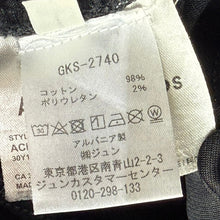 GKS-2740
コットン 98%
ポリウレタン 2%
アルバニア製
㈱ジュン
東京都港区南青山2-2-3
ジュンカスタマーセンター
0120-298-133
STYLE
CA